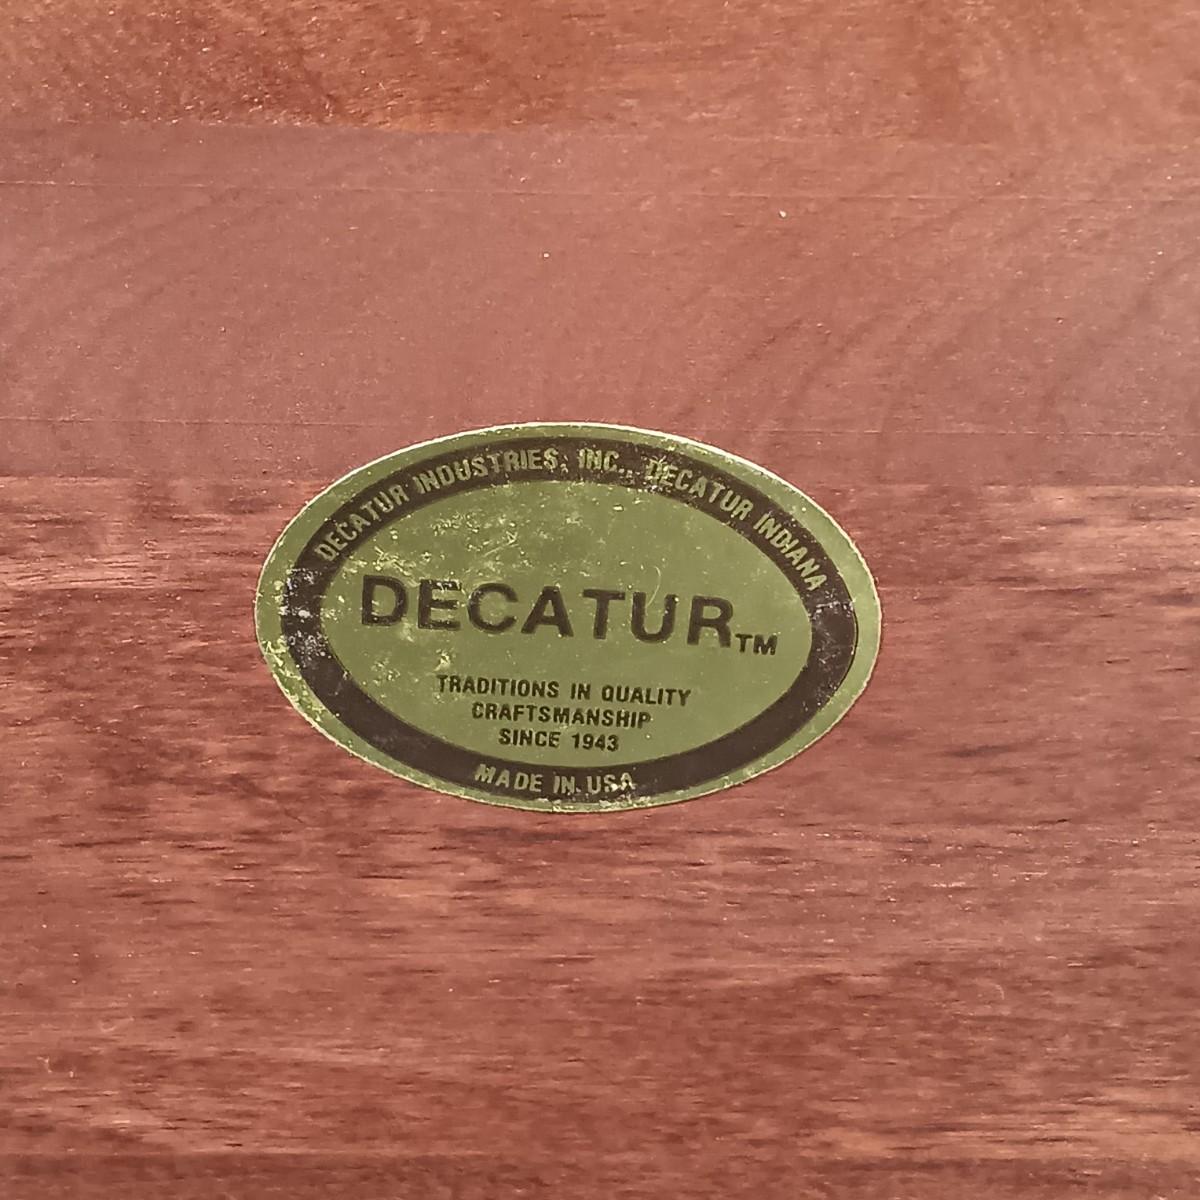 DECATUR INDUSTRIES, INC., DECATUR INDIANA
DECATUR TM
TRADITIONS IN QUALITY
CRAFTSMANSHIP
SINCE 1943
MADE IN USA